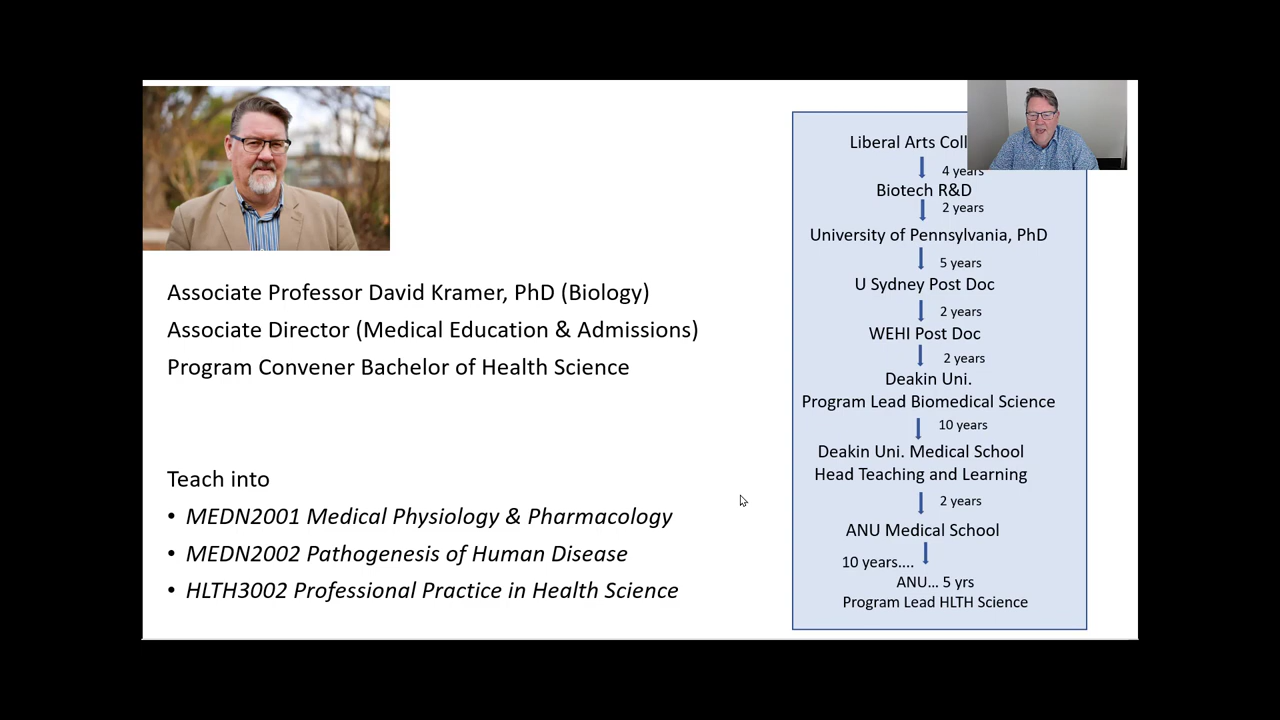 Associate Professor David Kramer, PhD (Biology)
Associate Director (Medical Education & Admissions)
Program Convener Bachelor of Health Science
Teach into
• MEDN2001 Medical Physiology & Pharmacology
• MEDN2002 Pathogenesis of Human Disease
• HLTH3002 Professional Practice in Health Science
Liberal Arts Coll
4 years
Biotech R&D
2 years
University of Pennsylvania, PhD
5 years
U Sydney Post Doc
2 years
WEHI Post Doc
2 years
Deakin Uni.
Program Lead Biomedical Science
10 years
Deakin Uni. Medical School
Head Teaching and Learning
2 years
ANU Medical School
10 years....
ANU... 5 yrs
Program Lead HLTH Science